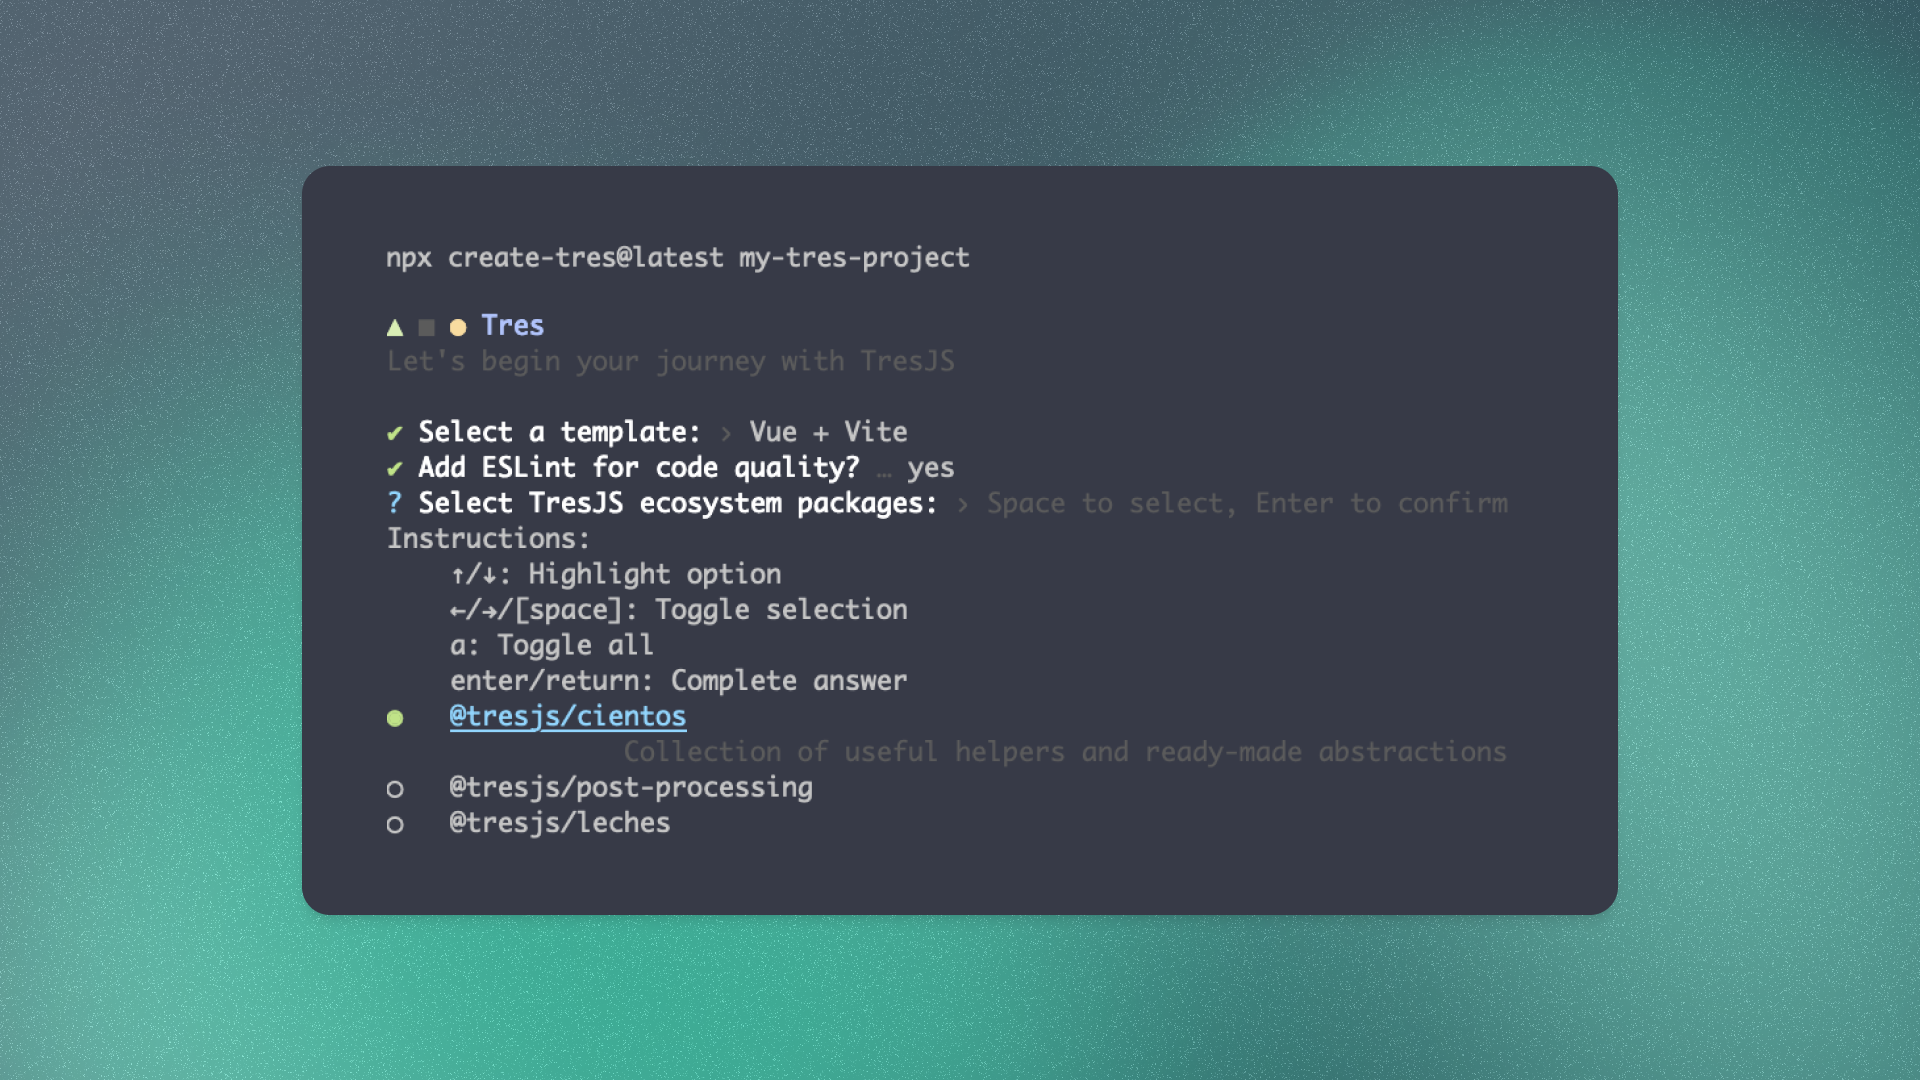 npx create-tres@latest my-tres-project
▲ ■ ● Tres
Let's begin your journey with TresJS
✔ Select a template: › Vue + Vite
✔ Add ESLint for code quality? … yes
? Select TresJS ecosystem packages: › Space to select, Enter to confirm
Instructions:
↑/↓: Highlight option
←/→/[space]: Toggle selection
a: Toggle all
enter/return: Complete answer
◉ @tresjs/cientos
Collection of useful helpers and ready-made abstractions
◯ @tresjs/post-processing
◯ @tresjs/leches